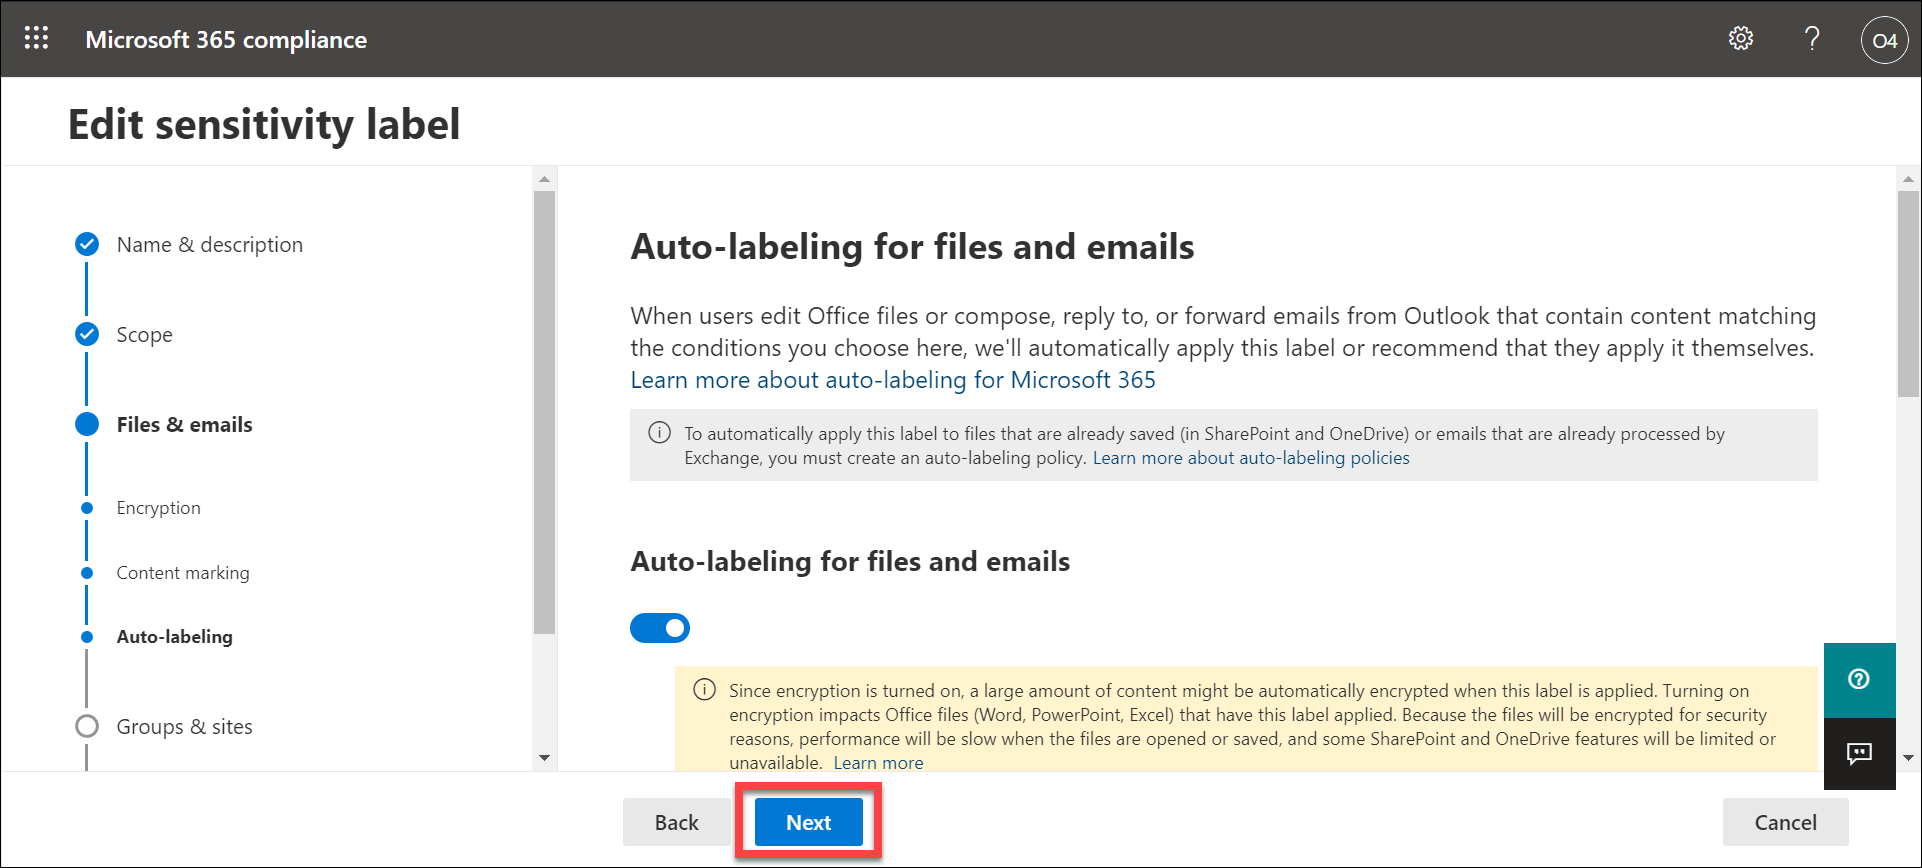 Microsoft 365 compliance
?
O4
Edit sensitivity label
Name & description
Scope
Files & emails
Encryption
Content marking
Auto-labeling
Groups & sites
Auto-labeling for files and emails
When users edit Office files or compose, reply to, or forward emails from Outlook that contain content matching
the conditions you choose here, we'll automatically apply this label or recommend that they apply it themselves.
Learn more about auto-labeling for Microsoft 365
To automatically apply this label to files that are already saved (in SharePoint and OneDrive) or emails that are already processed by
Exchange, you must create an auto-labeling policy. Learn more about auto-labeling policies
Auto-labeling for files and emails
Since encryption is turned on, a large amount of content might be automatically encrypted when this label is applied. Turning on
encryption impacts Office files (Word, PowerPoint, Excel) that have this label applied. Because the files will be encrypted for security
reasons, performance will be slow when the files are opened or saved, and some SharePoint and OneDrive features will be limited or
unavailable. Learn more
Back
Next
Cancel